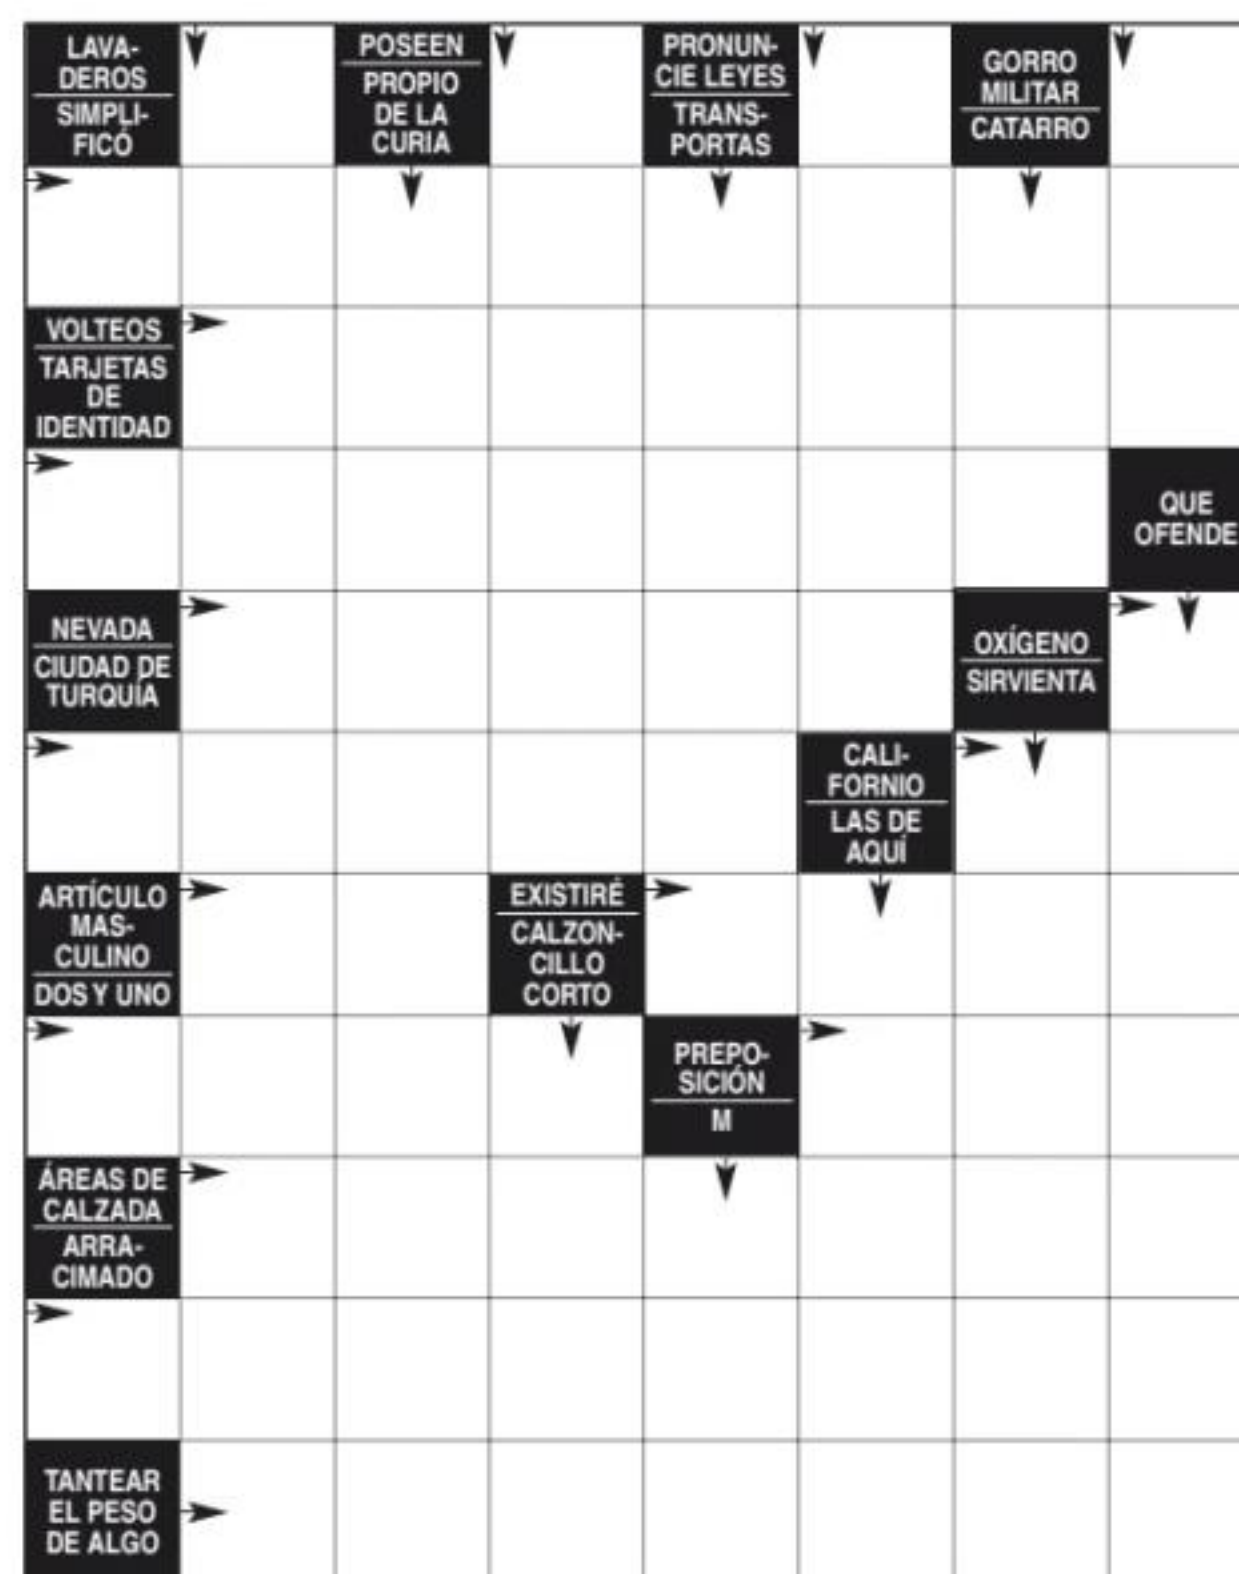 LAVA-
DEROS
SIMPLI-
FICÓ
POSEEN
PROPIO
DE LA
CURIA
PRONUN-
CIE LEYES
TRANS-
PORTAS
GORRO
MILITAR
CATARRO
VOLTEOS
TARJETAS
DE
IDENTIDAD
QUE
OFENDE
NEVADA
CIUDAD DE
TURQUÍA
OXÍGENO
SIRVIENTA
CALI-
FORNIO
LAS DE
AQUÍ
ARTÍCULO
MAS-
CULINO
DOS Y UNO
EXISTIRÉ
CALZON-
CILLO
CORTO
PREPO-
SICIÓN
M
ÁREAS DE
CALZADA
ARRA-
CIMADO
TANTEAR
EL PESO
DE ALGO